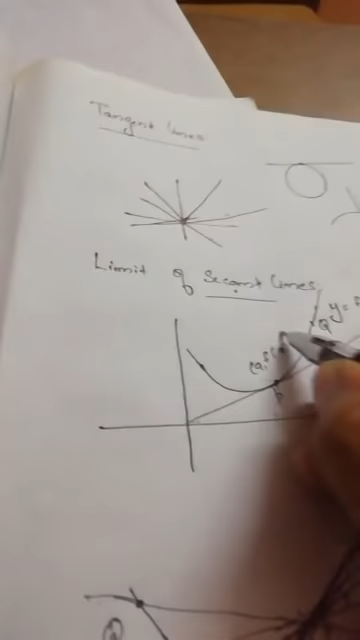 Tangent Lines
Limit of Secant Lines
y=
Q
(a,f(a
P
Q